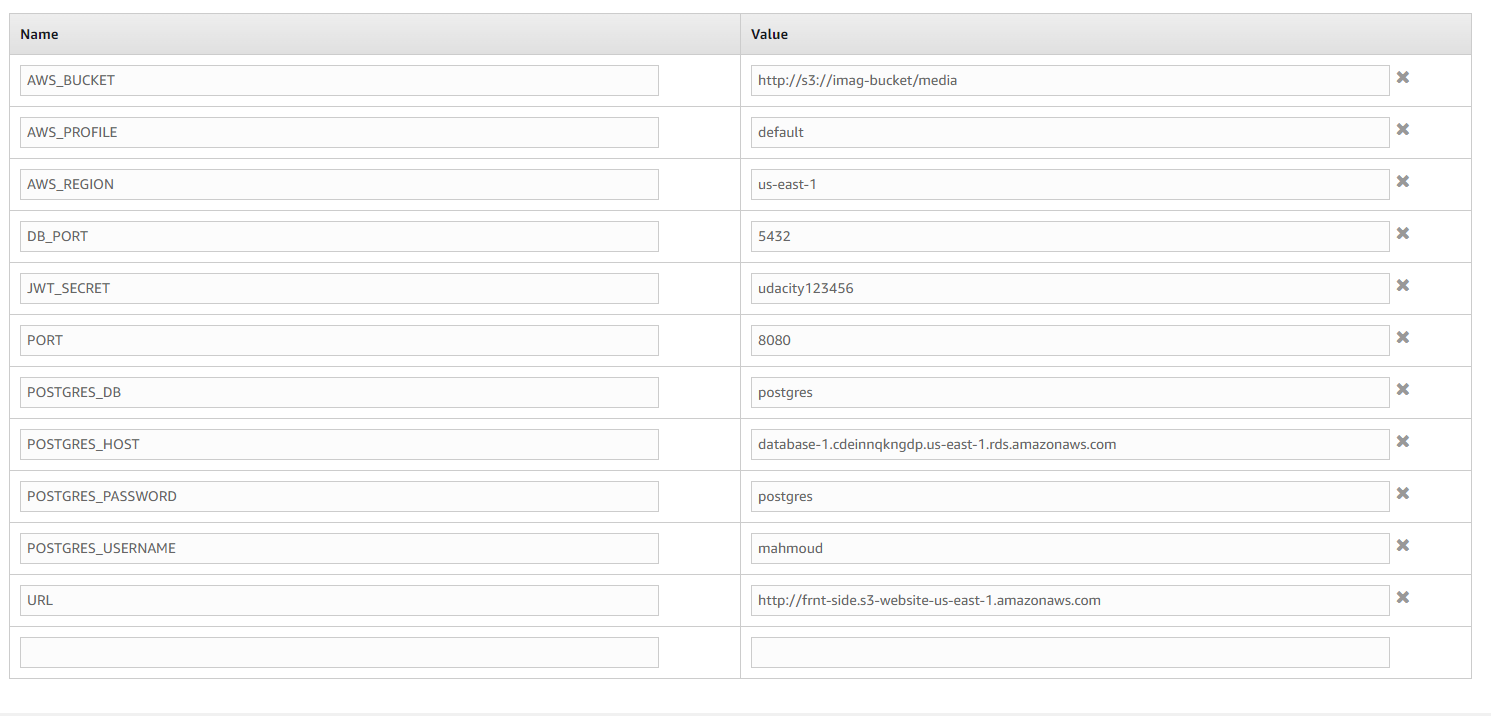 Name Value
AWS_BUCKET http://s3://imag-bucket/media
AWS_PROFILE default
AWS_REGION us-east-1
DB_PORT 5432
JWT_SECRET udacity123456
PORT 8080
POSTGRES_DB postgres
POSTGRES_HOST database-1.cdeinnqkngdp.us-east-1.rds.amazonaws.com
POSTGRES_PASSWORD postgres
POSTGRES_USERNAME mahmoud
URL http://frnt-side.s3-website-us-east-1.amazonaws.com